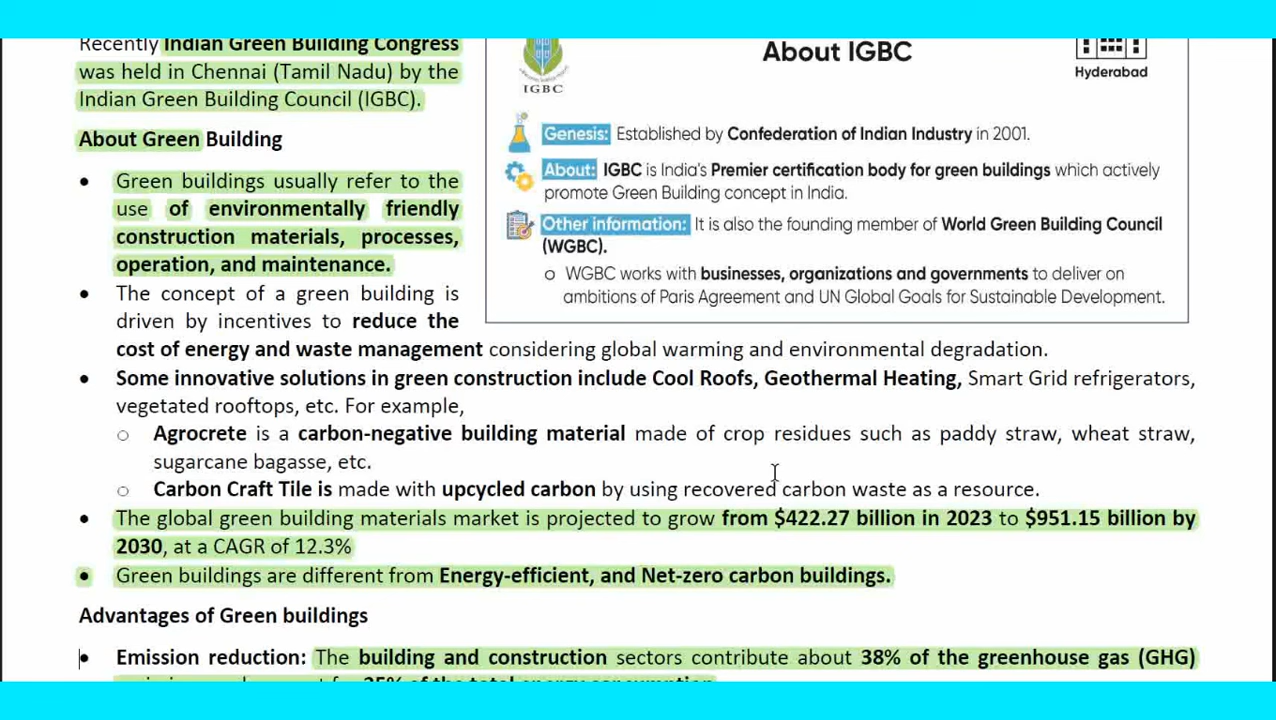 Recently Indian Green Building Congress
was held in Chennai (Tamil Nadu) by the
Indian Green Building Council (IGBC).
About Green Building
• Green buildings usually refer to the
use of environmentally friendly
construction materials, processes,
operation, and maintenance.
• The concept of a green building is
driven by incentives to reduce the
IGBC
About IGBC
Hyderabad
Genesis: Established by Confederation of Indian Industry in 2001.
About: IGBC is India's Premier certification body for green buildings which actively
promote Green Building concept in India.
Other information: It is also the founding member of World Green Building Council
(WGBC).
o WGBC works with businesses, organizations and governments to deliver on
ambitions of Paris Agreement and UN Global Goals for Sustainable Development.
cost of energy and waste management considering global warming and environmental degradation.
• Some innovative solutions in green construction include Cool Roofs, Geothermal Heating, Smart Grid refrigerators,
vegetated rooftops, etc. For example,
o Agrocrete is a carbon-negative building material made of crop residues such as paddy straw, wheat straw,
sugarcane bagasse, etc.
o Carbon Craft Tile is made with upcycled carbon by using recovered carbon waste as a resource.
• The global green building materials market is projected to grow from $422.27 billion in 2023 to $951.15 billion by
2030, at a CAGR of 12.3%
• Green buildings are different from Energy-efficient, and Net-zero carbon buildings.
Advantages of Green buildings
• Emission reduction: The building and construction sectors contribute about 38% of the greenhouse gas (GHG)
of the total energy consumption